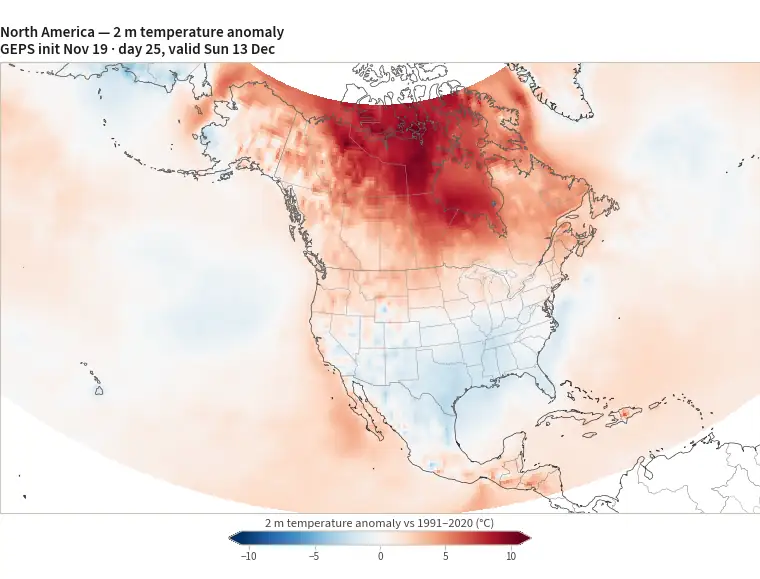 North America — 2 m temperature anomaly
GEPS init Nov 19 · day 25, valid Sun 13 Dec
2 m temperature anomaly vs 1991–2020 (°C)
−10 −5 0 5 10